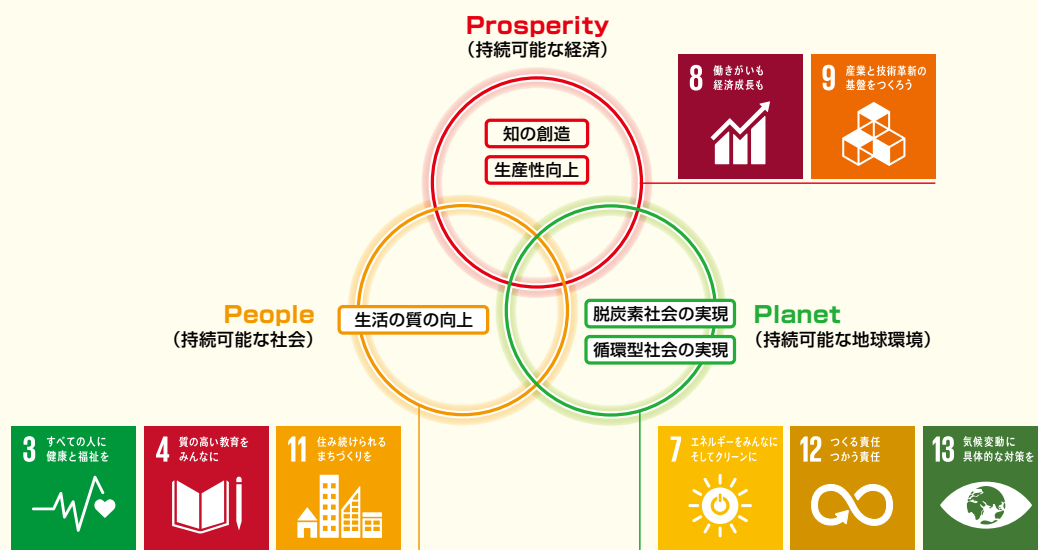 Prosperity
(持続可能な経済)
8 働きがいも
経済成長も
9 産業と技術革新の
基盤をつくろう
知の創造
生産性向上
People
(持続可能な社会)
生活の質の向上
脱炭素社会の実現
循環型社会の実現
Planet
(持続可能な地球環境)
3 すべての人に
健康と福祉を
4 質の高い教育を
みんなに
11 住み続けられる
まちづくりを
7 エネルギーをみんなに
そしてクリーンに
12 つくる責任
つかう責任
13 気候変動に
具体的な対策を